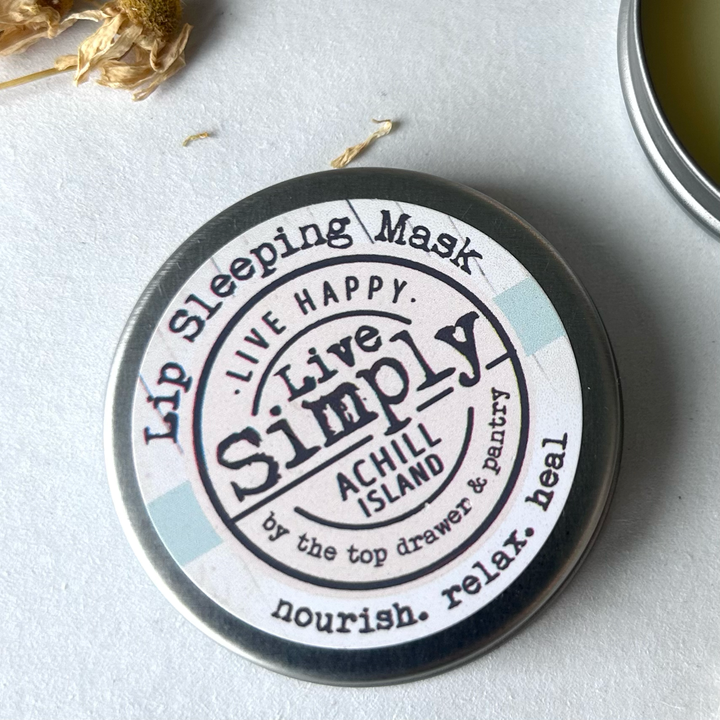 Lip Sleeping Mask
·LIVE HAPPY·
Live
Simply
ACHILL
ISLAND
by the top drawer & pantry
nourish. relax. heal